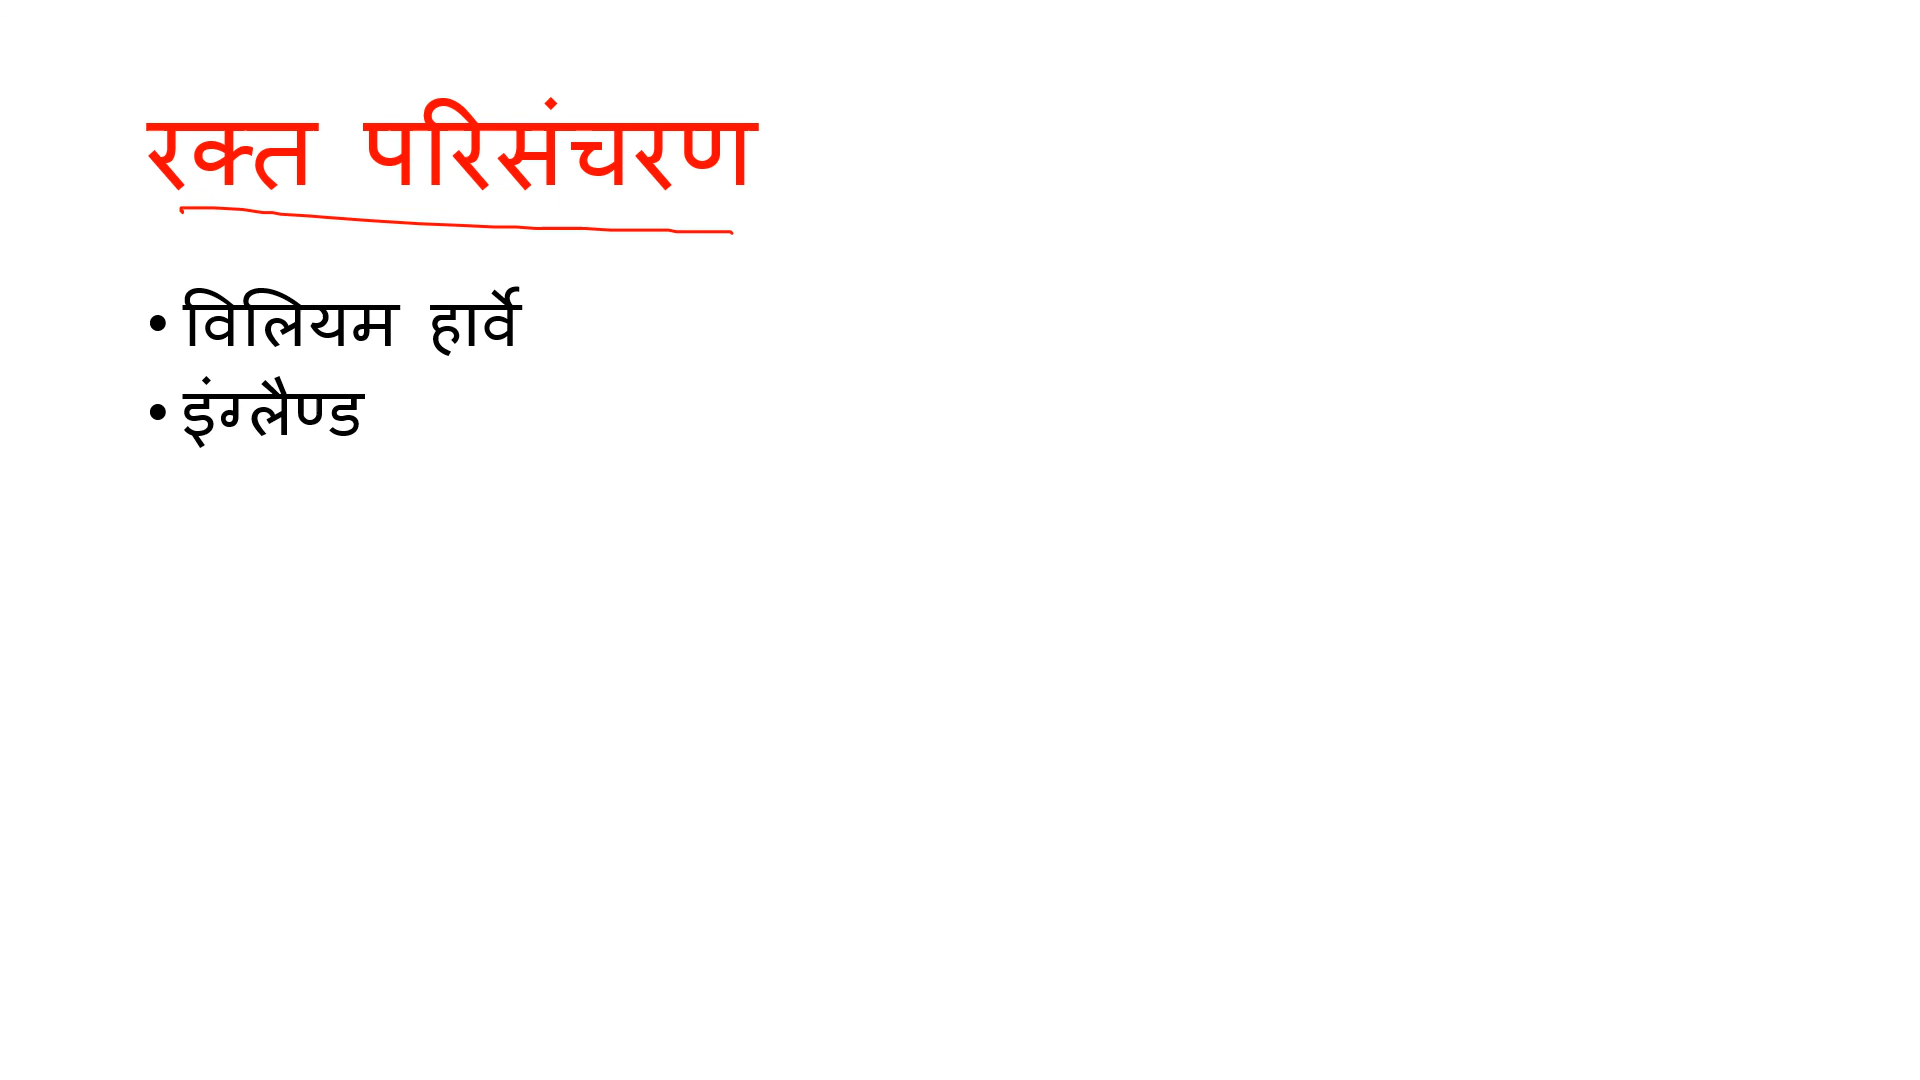 रक्त परिसंचरण
• विलियम हार्वे
• इंग्लैण्ड